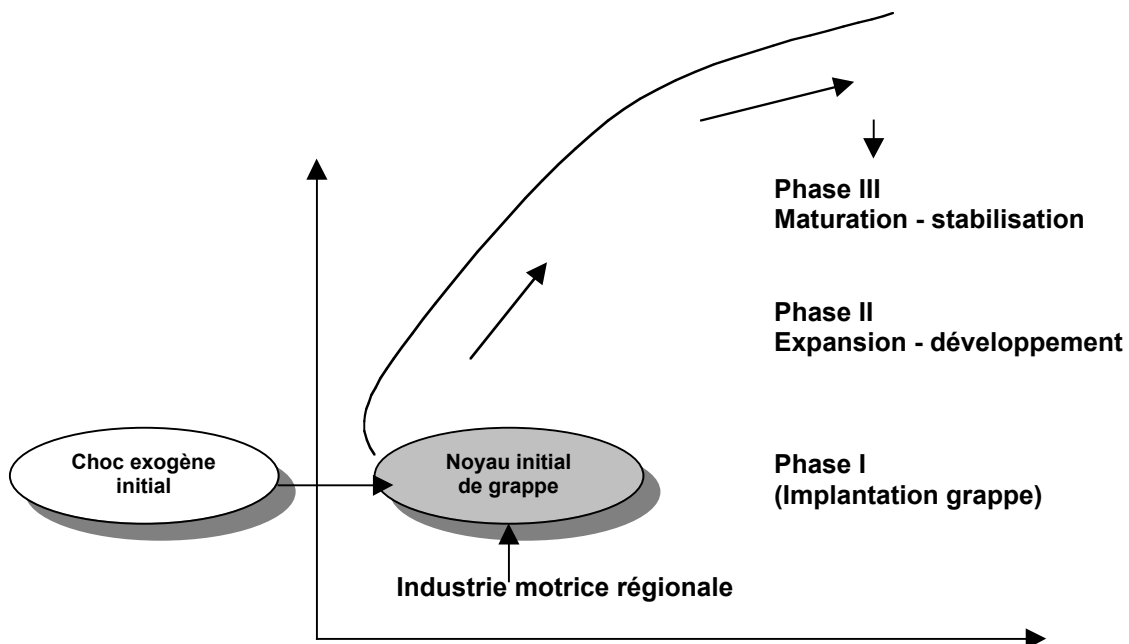 Phase III
Maturation - stabilisation
Phase II
Expansion - développement
Choc exogène
initial
Noyau initial
de grappe
Phase I
(Implantation grappe)
Industrie motrice régionale